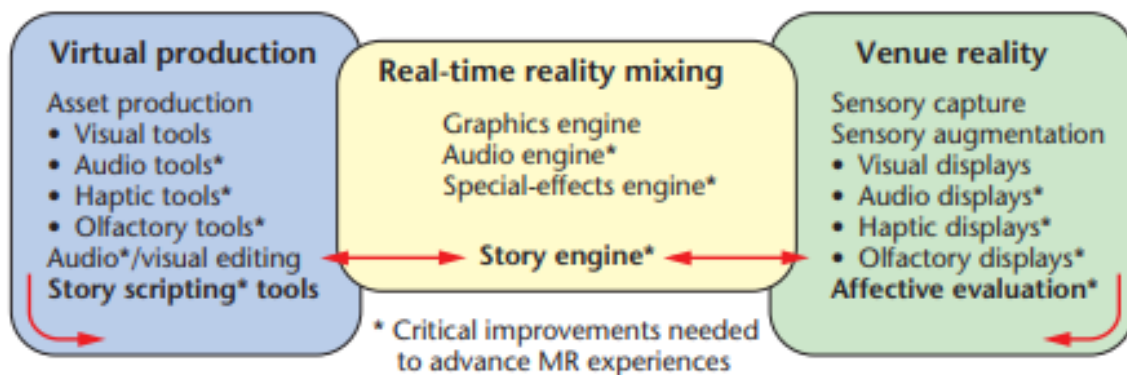 Virtual production
Asset production
• Visual tools
• Audio tools*
• Haptic tools*
• Olfactory tools*
Audio*/visual editing
Story scripting* tools
Real-time reality mixing
Graphics engine
Audio engine*
Special-effects engine*
Story engine*
* Critical improvements needed
to advance MR experiences
Venue reality
Sensory capture
Sensory augmentation
• Visual displays
• Audio displays*
• Haptic displays*
• Olfactory displays*
Affective evaluation*